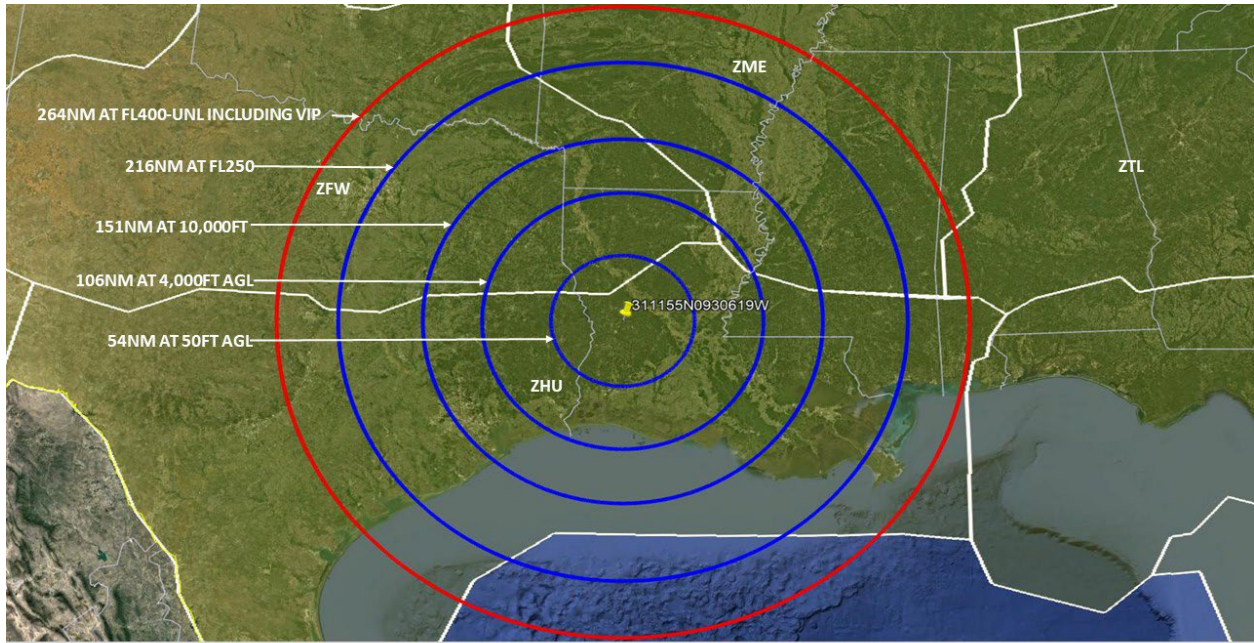 ZME
264NM AT FL400-UNL INCLUDING VIP
216NM AT FL250
ZTL
ZFW
151NM AT 10,000FT
106NM AT 4,000FT AGL
311155N0930619W
54NM AT 50FT AGL
ZHU